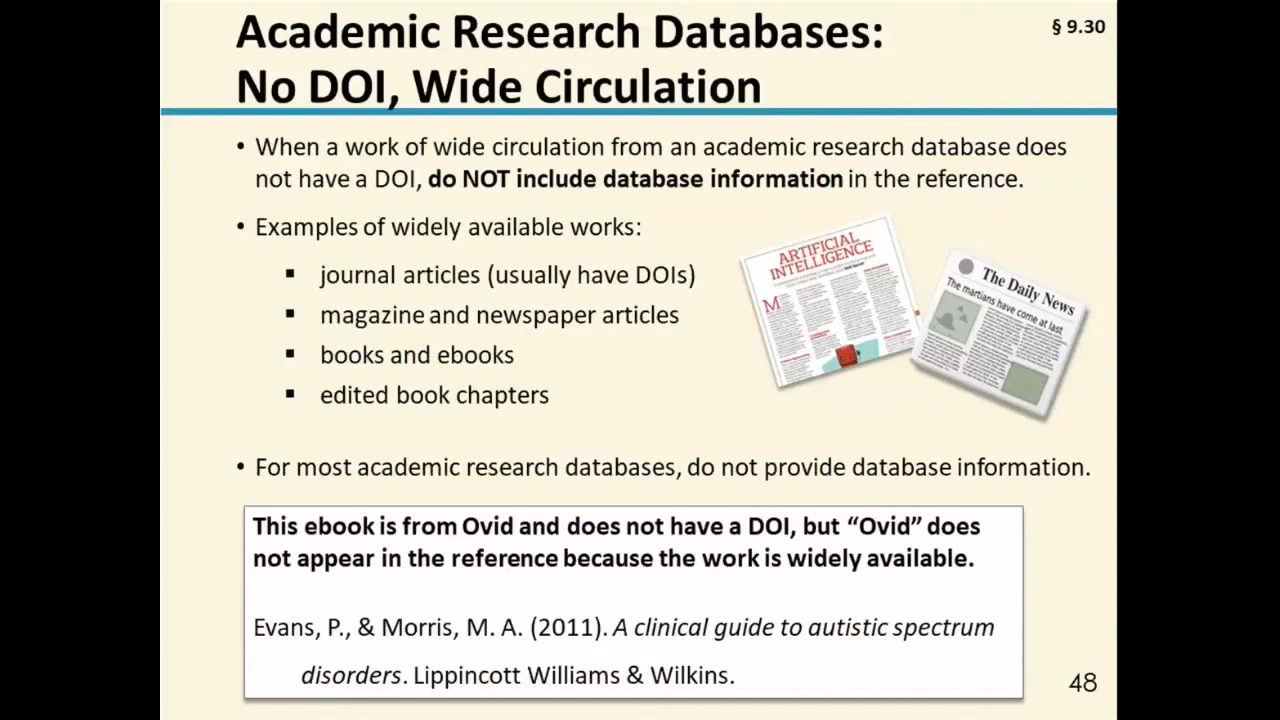 Academic Research Databases:
§ 9.30
No DOI, Wide Circulation
• When a work of wide circulation from an academic research database does
not have a DOI, do NOT include database information in the reference.
• Examples of widely available works:
▪ journal articles (usually have DOIs)
▪ magazine and newspaper articles
▪ books and ebooks
▪ edited book chapters
ARTIFICIAL
INTELLIGENCE
The Daily News
The martians have come at last
• For most academic research databases, do not provide database information.
This ebook is from Ovid and does not have a DOI, but “Ovid” does
not appear in the reference because the work is widely available.
Evans, P., & Morris, M. A. (2011). A clinical guide to autistic spectrum
disorders. Lippincott Williams & Wilkins.
48